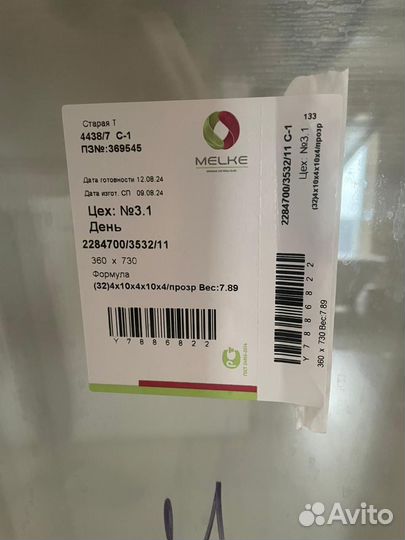 Старая Т
4438/7 С-1
ПЗ№:369545
MELKE
Дата готовности 12.08.24
Дата изгот. СП 09.08.24
Цех: №3.1
День
2284700/3532/11
360 x 730
Формула
(32)4x10x4x10x4/прозр Вес:7.89
Y7886822
133
2284700/3532/11 С-1
Цех: №3.1
(32)4x10x4x10x4/прозр
Y7886822
360 x 730 Вес:7.89
Avito